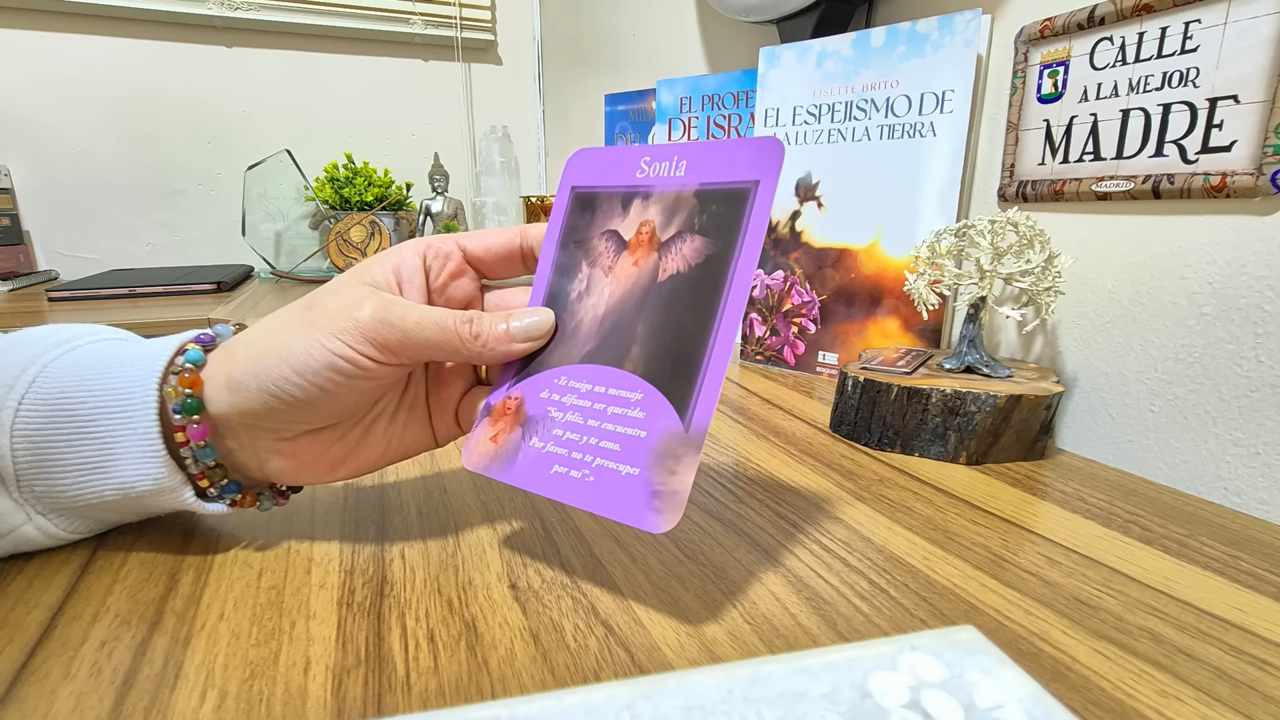 Sonia
«Te traigo un mensaje
de tu difunto ser querido:
"Soy feliz, me encuentro
en paz y te amo.
Por favor, no te preocupes
por mí".»
EL PROFE
DE ISRA
LISETTE BRITO
EL ESPEJISMO DE
LA LUZ EN LA TIERRA
CALLE
A LA MEJOR
MADRE
MADRID